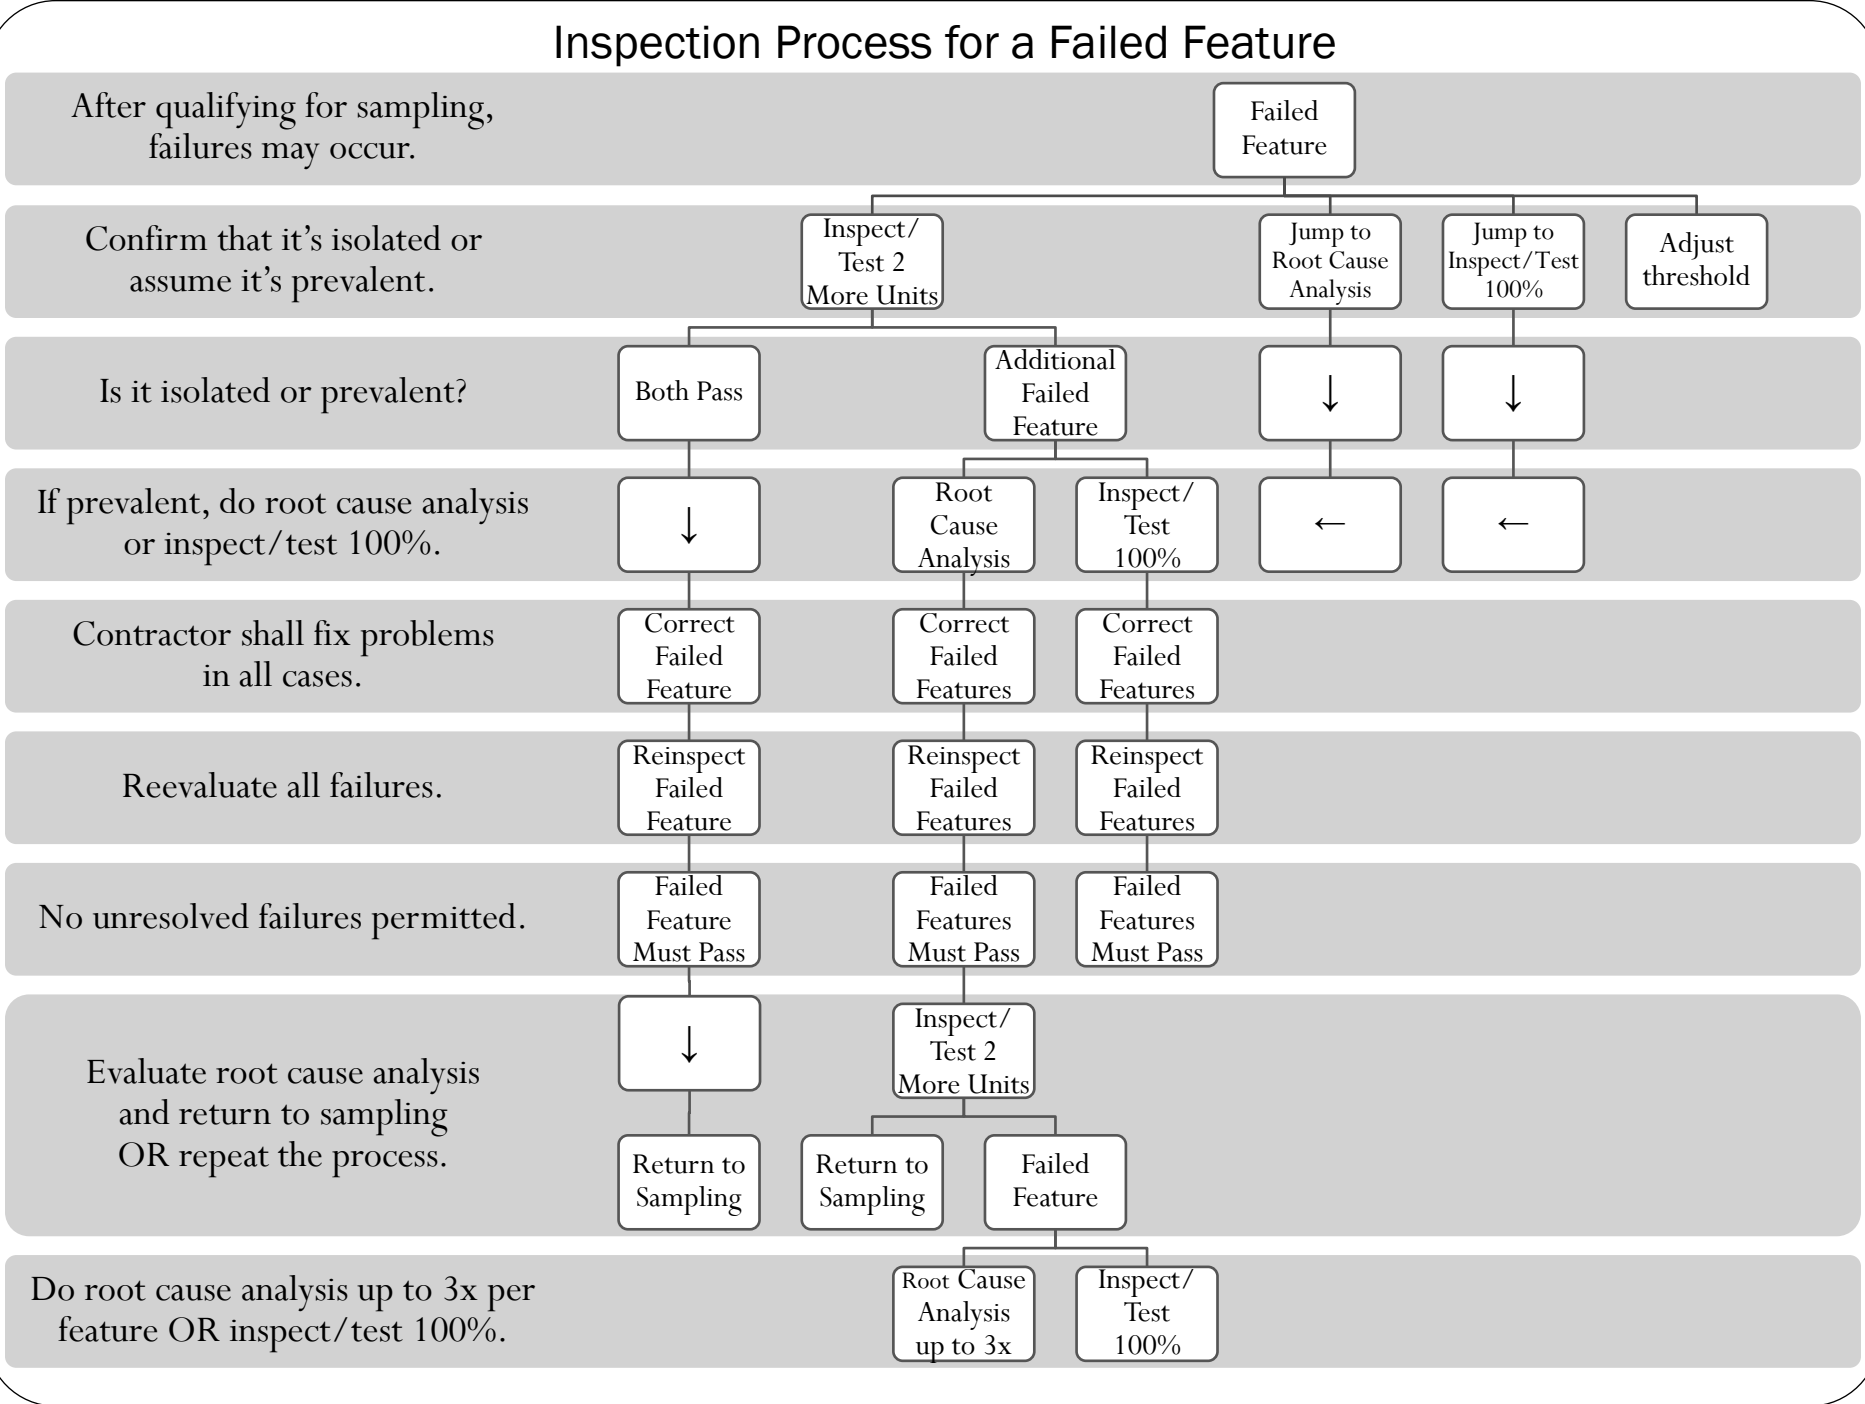 Inspection Process for a Failed Feature
After qualifying for sampling,
failures may occur.
Failed
Feature
Confirm that it's isolated or
assume it's prevalent.
Inspect/
Test 2
More Units
Jump to
Root Cause
Analysis
Jump to
Inspect/Test
100%
Adjust
threshold
Is it isolated or prevalent?
Both Pass
Additional
Failed
Feature
↓
↓
If prevalent, do root cause analysis
or inspect/test 100%.
↓
Root
Cause
Analysis
Inspect/
Test
100%
←
←
Contractor shall fix problems
in all cases.
Correct
Failed
Feature
Correct
Failed
Features
Correct
Failed
Features
Reevaluate all failures.
Reinspect
Failed
Feature
Reinspect
Failed
Features
Reinspect
Failed
Features
No unresolved failures permitted.
Failed
Feature
Must Pass
Failed
Features
Must Pass
Failed
Features
Must Pass
Evaluate root cause analysis
and return to sampling
OR repeat the process.
↓
Inspect/
Test 2
More Units
Return to
Sampling
Return to
Sampling
Failed
Feature
Do root cause analysis up to 3x per
feature OR inspect/test 100%.
Root Cause
Analysis
up to 3x
Inspect/
Test
100%